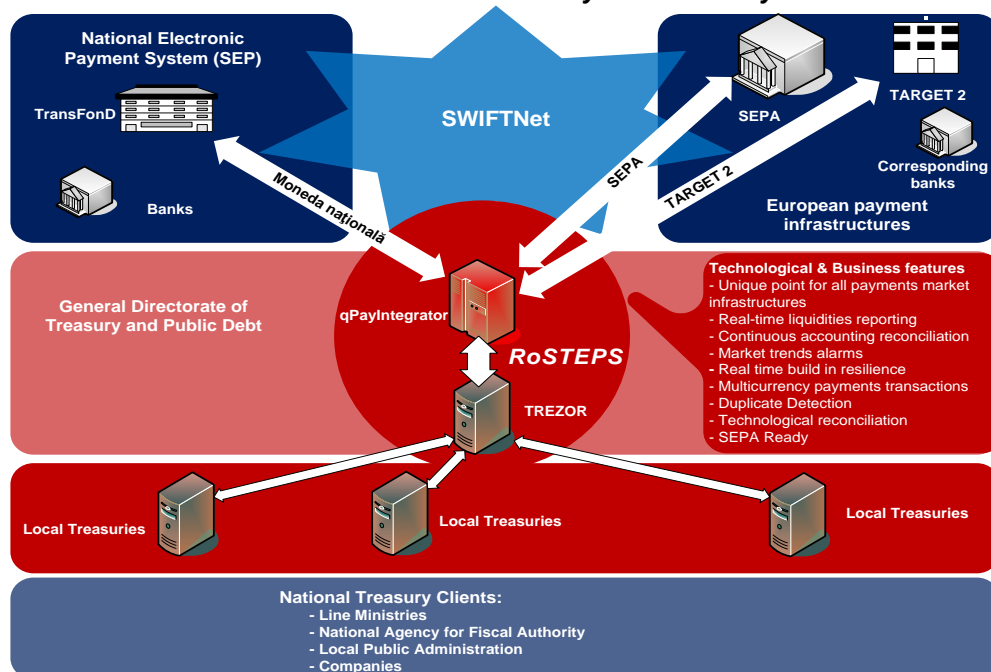 National Electronic
Payment System (SEP)
TransFonD
Banks
SWIFTNet
SEPA
TARGET 2
Corresponding
banks
European payment
infrastructures
Moneda națională
SEPA
TARGET 2
General Directorate of
Treasury and Public Debt
qPayIntegrator
RoSTEPS
TREZOR
Technological & Business features
- Unique point for all payments market
infrastructures
- Real-time liquidities reporting
- Continuous accounting reconciliation
- Market trends alarms
- Real time build in resilience
- Multicurrency payments transactions
- Duplicate Detection
- Technological reconciliation
- SEPA Ready
Local Treasuries
Local Treasuries
Local Treasuries
National Treasury Clients:
- Line Ministries
- National Agency for Fiscal Authority
- Local Public Administration
- Companies